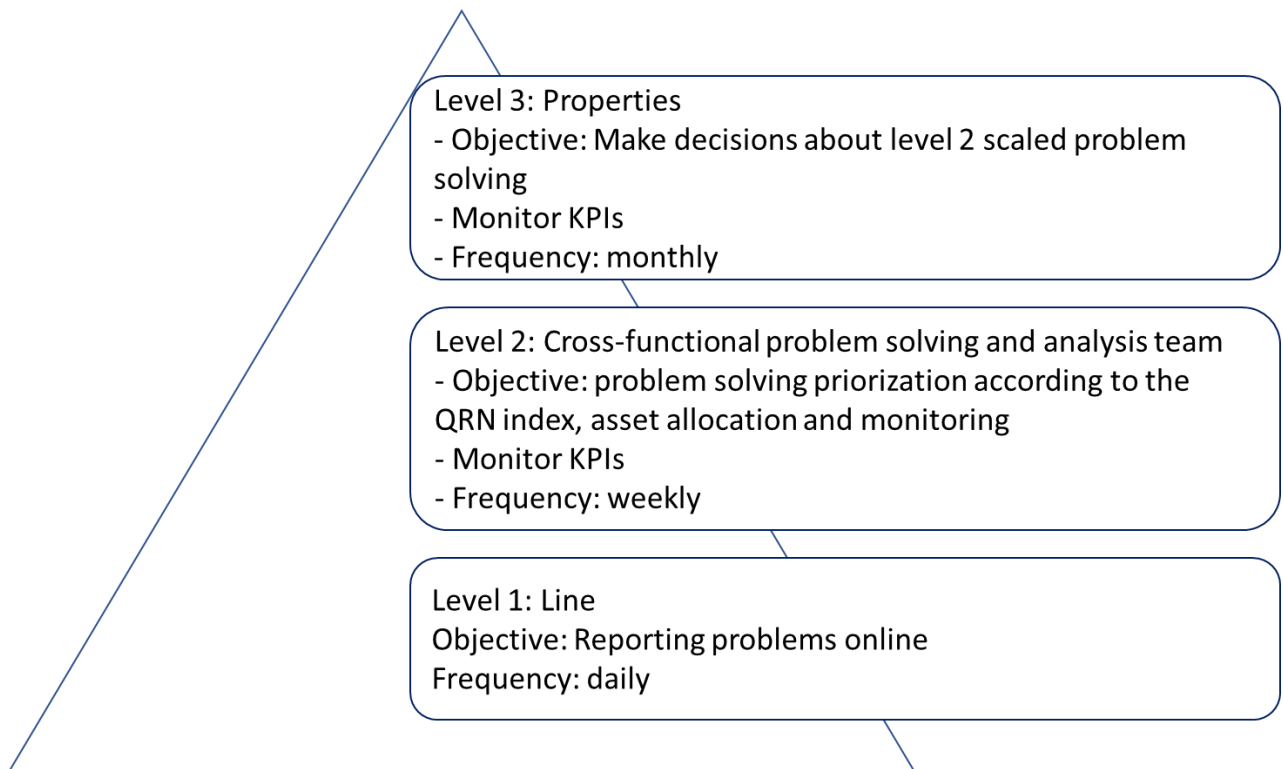 Level 3: Properties
- Objective: Make decisions about level 2 scaled problem
solving
- Monitor KPIs
- Frequency: monthly
Level 2: Cross-functional problem solving and analysis team
- Objective: problem solving priorization according to the
QRN index, asset allocation and monitoring
- Monitor KPIs
- Frequency: weekly
Level 1: Line
Objective: Reporting problems online
Frequency: daily